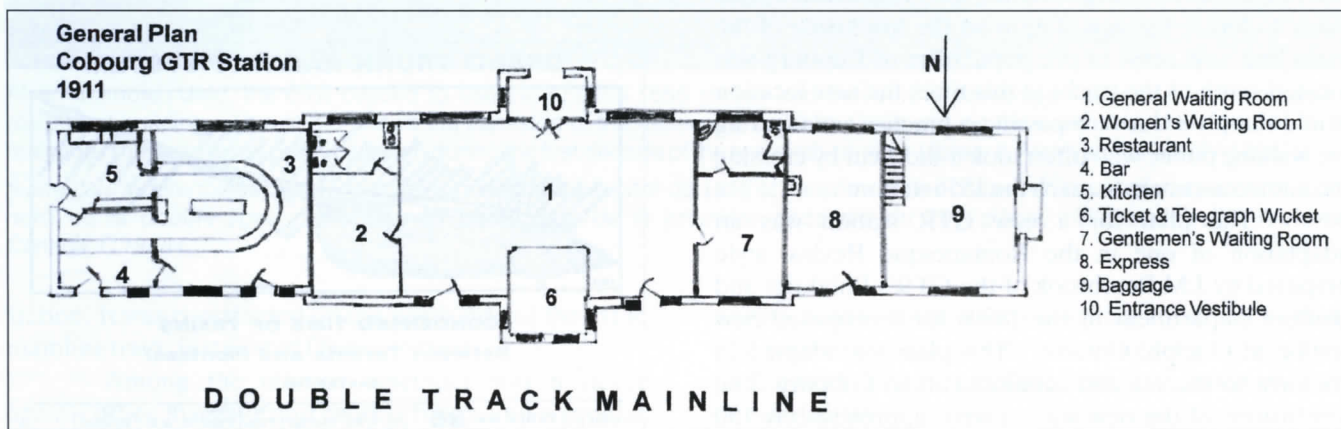 General Plan
Cobourg GTR Station
1911
N
10
5
3
1
2
8
9
7
4
6
1. General Waiting Room
2. Women's Waiting Room
3. Restaurant
4. Bar
5. Kitchen
6. Ticket & Telegraph Wicket
7. Gentlemen's Waiting Room
8. Express
9. Baggage
10. Entrance Vestibule
DOUBLE TRACK MAINLINE